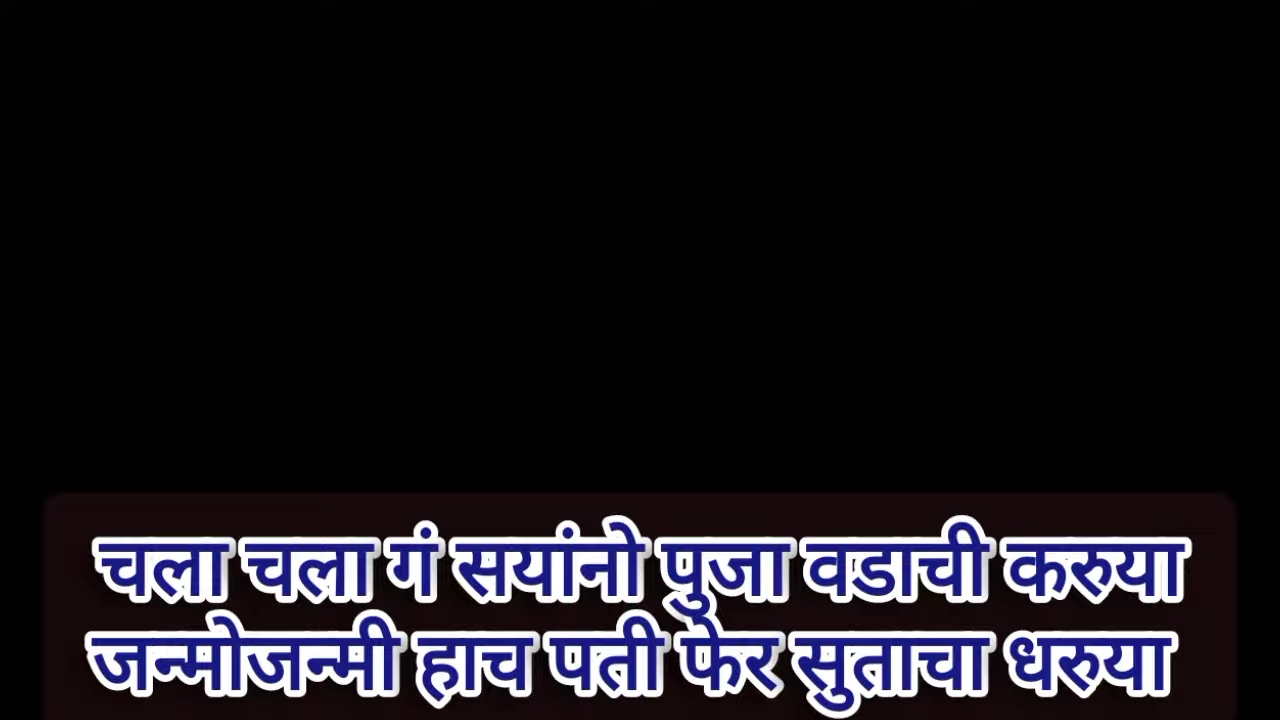 चला चला गं सयांनो पुजा वडाची करुया
जन्मोजन्मी हाच पती फेर सुताचा धरुया